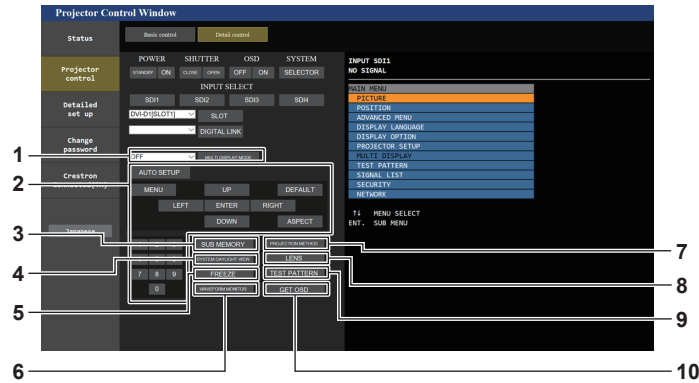 Projector Control Window
Status
Basic control
Detail control
POWER SHUTTER OSD SYSTEM
STANDBY ON CLOSE OPEN OFF ON SELECTOR
INPUT SELECT
SDI1 SDI2 SDI3 SDI4
DVI-D1[SLOT1] SLOT
DIGITAL LINK
OFF MULTI DISPLAY MODE
AUTO SETUP
MENU UP DEFAULT
LEFT ENTER RIGHT
DOWN ASPECT
SUB MEMORY PROJECTION METHOD
SYSTEM DAYLIGHT VIEW LENS
7 8 9 FREEZE TEST PATTERN
0 WAVEFORM MONITOR GET OSD
Projector
control
Detailed
set up
Change
password
Crestron
Japanese
INPUT SDI1
NO SIGNAL
MAIN MENU
PICTURE
POSITION
ADVANCED MENU
DISPLAY LANGUAGE
DISPLAY OPTION
PROJECTOR SETUP
MULTI DISPLAY
TEST PATTERN
SIGNAL LIST
SECURITY
NETWORK
↑↓ MENU SELECT
ENT. SUB MENU
1
2
3
4
5
6
7
8
9
10